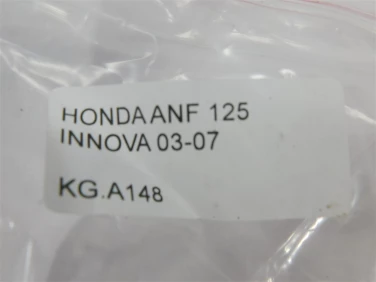 HONDA ANF 125
INNOVA 03-07
KG.A148